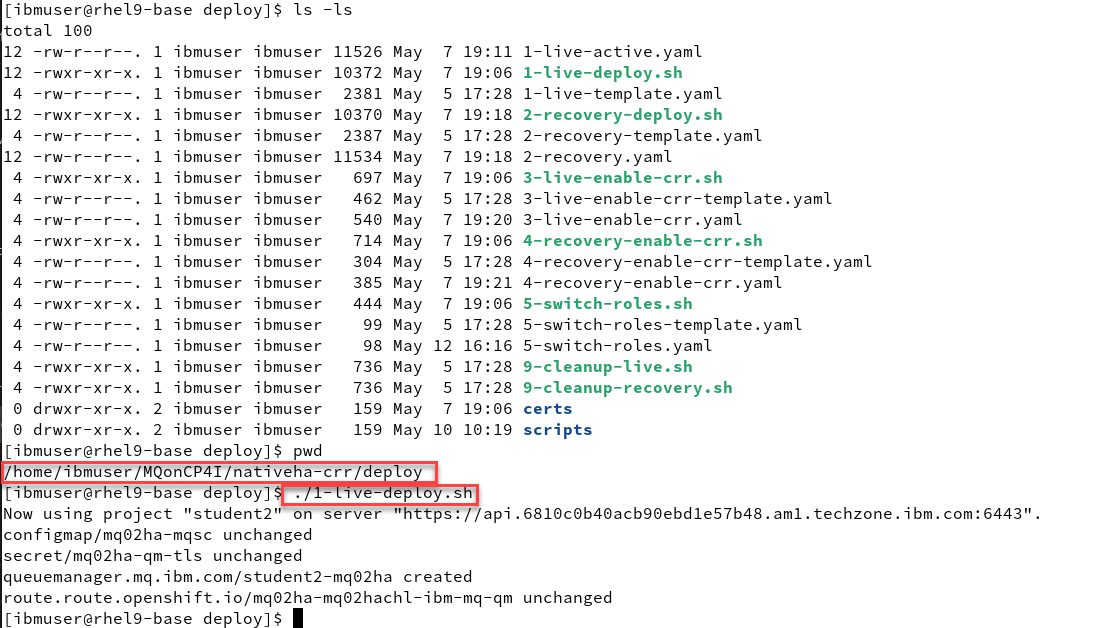 [ibmuser@rhel9-base deploy]$ ls -ls
total 100
12 -rw-r--r--. 1 ibmuser ibmuser 11526 May  7 19:11 1-live-active.yaml
12 -rwxr-xr-x. 1 ibmuser ibmuser 10372 May  7 19:06 1-live-deploy.sh
 4 -rw-r--r--. 1 ibmuser ibmuser  2381 May  5 17:28 1-live-template.yaml
12 -rwxr-xr-x. 1 ibmuser ibmuser 10370 May  7 19:18 2-recovery-deploy.sh
 4 -rw-r--r--. 1 ibmuser ibmuser  2387 May  5 17:28 2-recovery-template.yaml
12 -rw-r--r--. 1 ibmuser ibmuser 11534 May  7 19:18 2-recovery.yaml
 4 -rwxr-xr-x. 1 ibmuser ibmuser   697 May  7 19:06 3-live-enable-crr.sh
 4 -rw-r--r--. 1 ibmuser ibmuser   462 May  5 17:28 3-live-enable-crr-template.yaml
 4 -rw-r--r--. 1 ibmuser ibmuser   540 May  7 19:20 3-live-enable-crr.yaml
 4 -rwxr-xr-x. 1 ibmuser ibmuser   714 May  7 19:06 4-recovery-enable-crr.sh
 4 -rw-r--r--. 1 ibmuser ibmuser   304 May  5 17:28 4-recovery-enable-crr-template.yaml
 4 -rw-r--r--. 1 ibmuser ibmuser   385 May  7 19:21 4-recovery-enable-crr.yaml
 4 -rwxr-xr-x. 1 ibmuser ibmuser   444 May  7 19:06 5-switch-roles.sh
 4 -rw-r--r--. 1 ibmuser ibmuser    99 May  5 17:28 5-switch-roles-template.yaml
 4 -rw-r--r--. 1 ibmuser ibmuser    98 May 12 16:16 5-switch-roles.yaml
 4 -rwxr-xr-x. 1 ibmuser ibmuser   736 May  5 17:28 9-cleanup-live.sh
 4 -rwxr-xr-x. 1 ibmuser ibmuser   736 May  5 17:28 9-cleanup-recovery.sh
 0 drwxr-xr-x. 2 ibmuser ibmuser   159 May  7 19:06 certs
 0 drwxr-xr-x. 2 ibmuser ibmuser   159 May 10 10:19 scripts
[ibmuser@rhel9-base deploy]$ pwd
/home/ibmuser/MQonCP4I/nativeha-crr/deploy
[ibmuser@rhel9-base deploy]$ ./1-live-deploy.sh
Now using project "student2" on server "https://api.6810c0b40acb90ebd1e57b48.am1.techzone.ibm.com:6443".
configmap/mq02ha-mqsc unchanged
secret/mq02ha-qm-tls unchanged
queuemanager.mq.ibm.com/student2-mq02ha created
route.route.openshift.io/mq02ha-mq02hachl-ibm-mq-qm unchanged
[ibmuser@rhel9-base deploy]$